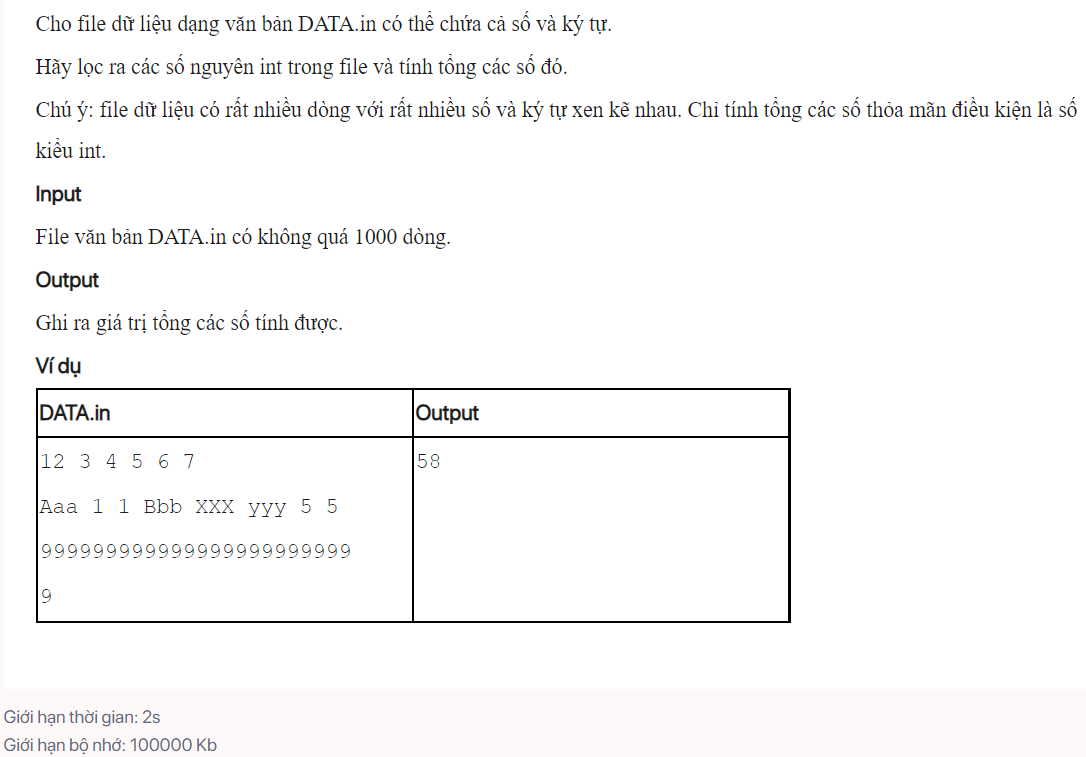 Cho file dữ liệu dạng văn bản DATA.in có thể chứa cả số và ký tự.
Hãy lọc ra các số nguyên int trong file và tính tổng các số đó.
Chú ý: file dữ liệu có rất nhiều dòng với rất nhiều số và ký tự xen kẽ nhau. Chỉ tính tổng các số thỏa mãn điều kiện là số
kiểu int.
Input
File văn bản DATA.in có không quá 1000 dòng.
Output
Ghi ra giá trị tổng các số tính được.
Ví dụ
DATA.in Output
12 3 4 5 6 7 58
Aaa 1 1 Bbb XXX yyy 5 5
999999999999999999999999
9
Giới hạn thời gian: 2s
Giới hạn bộ nhớ: 100000 Kb